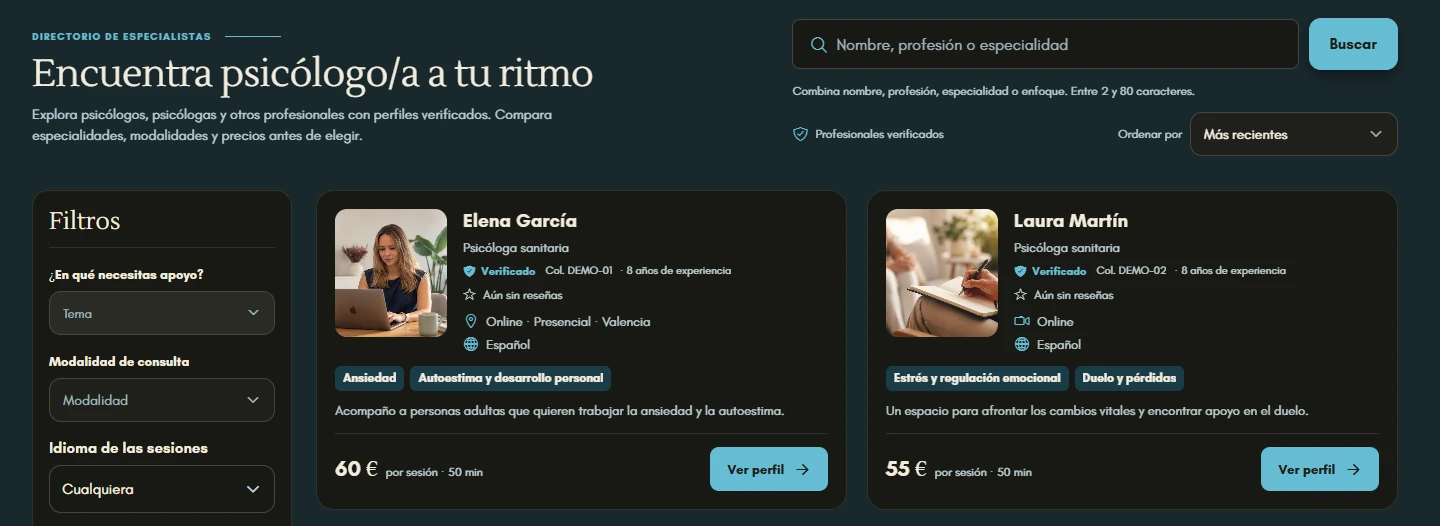 DIRECTORIO DE ESPECIALISTAS
Encuentra psicólogo/a a tu ritmo
Explora psicólogos, psicólogas y otros profesionales con perfiles verificados. Compara
especialidades, modalidades y precios antes de elegir.
Nombre, profesión o especialidad
Buscar
Combina nombre, profesión, especialidad o enfoque. Entre 2 y 80 caracteres.
Profesionales verificados
Ordenar por
Más recientes
Filtros
¿En qué necesitas apoyo?
Tema
Modalidad de consulta
Modalidad
Idioma de las sesiones
Cualquiera
Elena García
Psicóloga sanitaria
Verificado Col. DEMO-01 · 8 años de experiencia
Aún sin reseñas
Online · Presencial · Valencia
Español
Ansiedad Autoestima y desarrollo personal
Acompaño a personas adultas que quieren trabajar la ansiedad y la autoestima.
60 € por sesión · 50 min
Ver perfil
Laura Martín
Psicóloga sanitaria
Verificado Col. DEMO-02 · 8 años de experiencia
Aún sin reseñas
Online
Español
Estrés y regulación emocional Duelo y pérdidas
Un espacio para afrontar los cambios vitales y encontrar apoyo en el duelo.
55 € por sesión · 50 min
Ver perfil